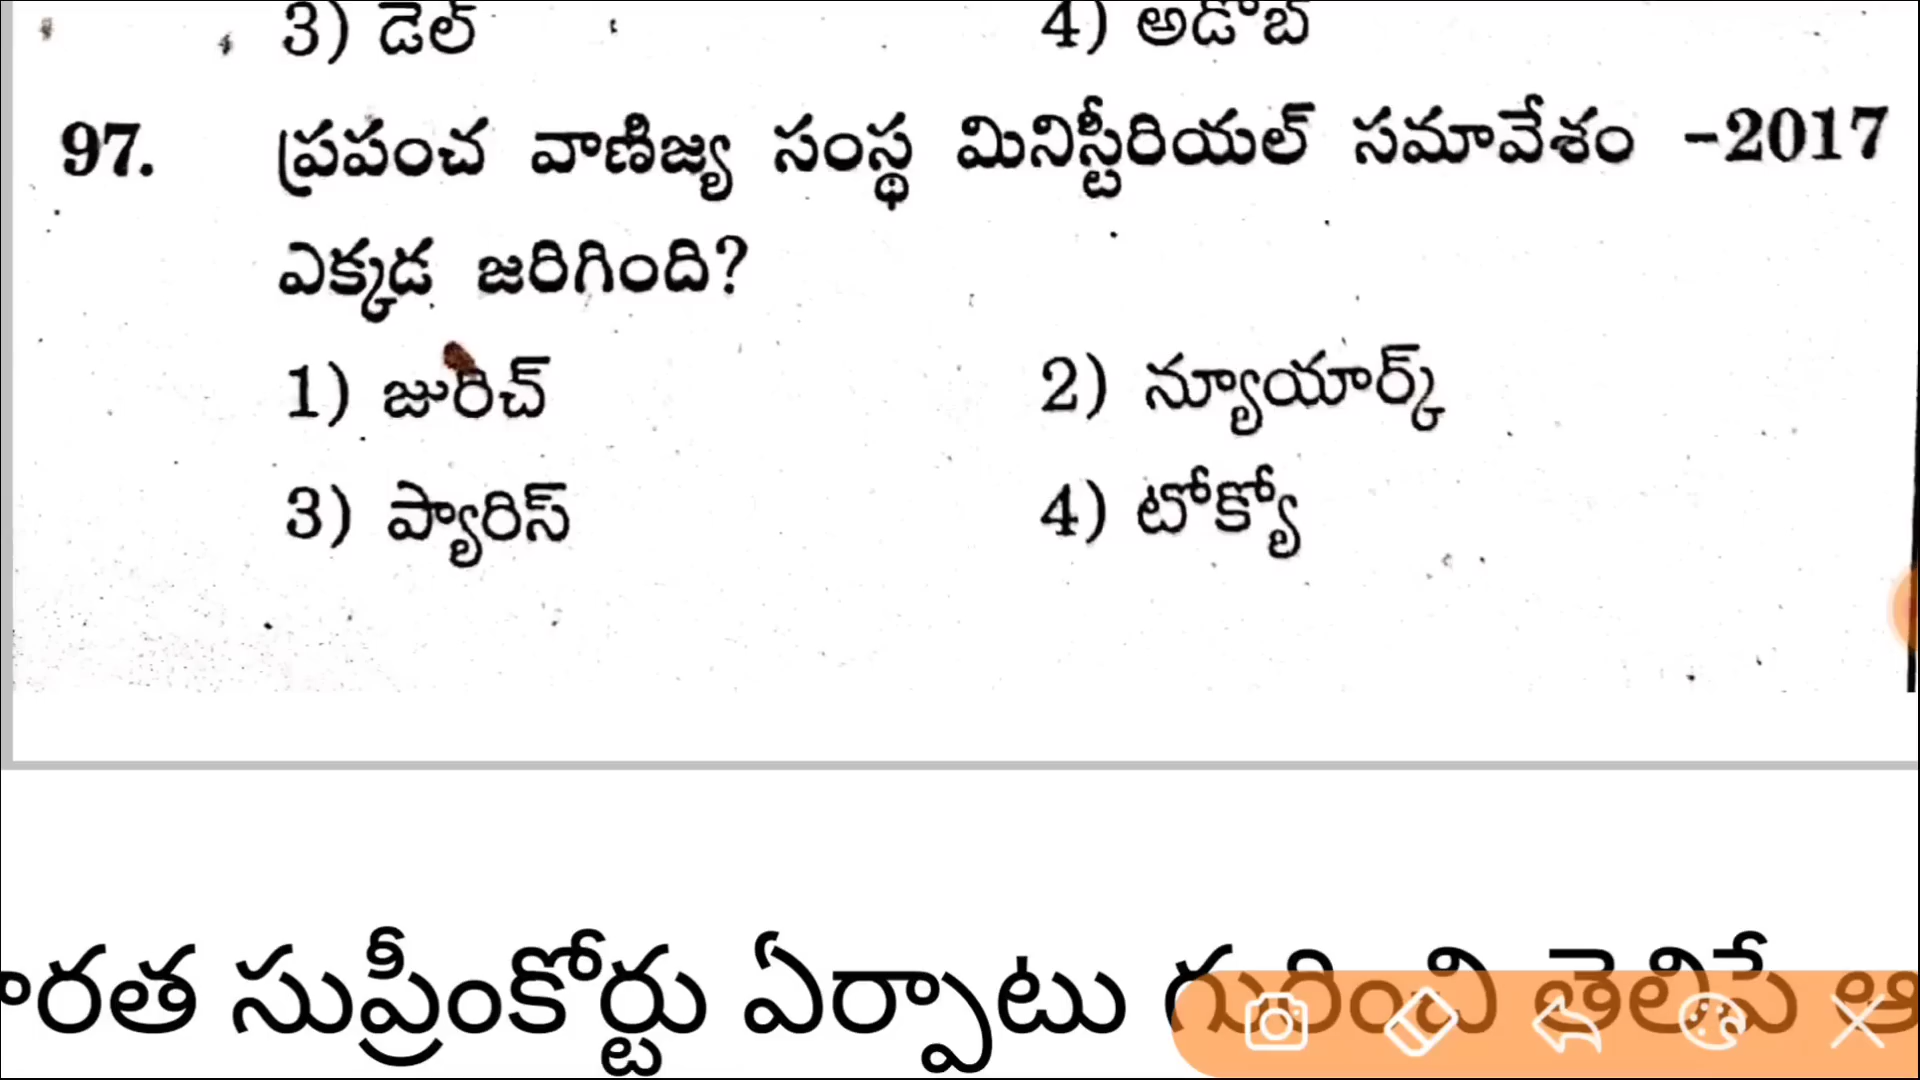 3) డెల్ 4) అడోబ్
97. ప్రపంచ వాణిజ్య సంస్థ మినిస్టీరియల్ సమావేశం -2017
ఎక్కడ జరిగింది?
1) జురిచ్ 2) న్యూయార్క్
3) ప్యారిస్ 4) టోక్యో
ారత సుప్రీంకోర్టు ఏర్పాటు గురించి తెలిపే ఆ